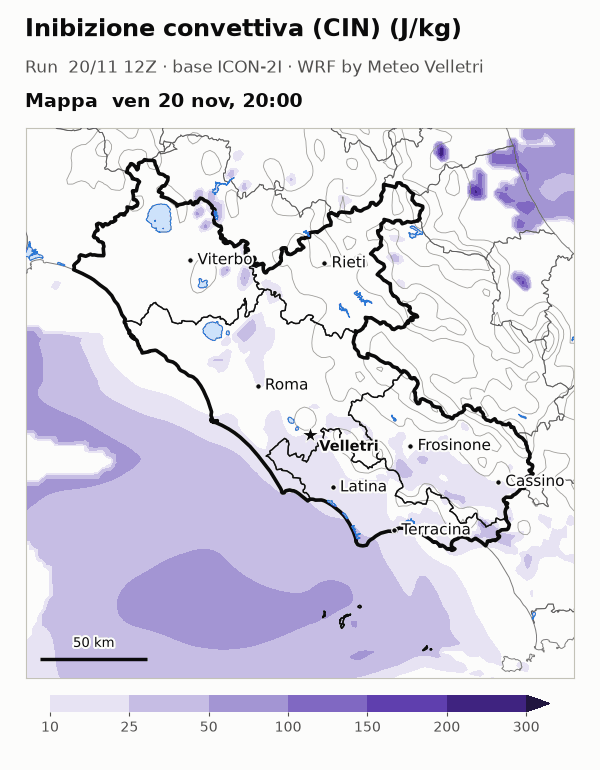 Inibizione convettiva (CIN) (J/kg)
Run  20/11 12Z · base ICON-2I · WRF by Meteo Velletri
Mappa  ven 20 nov, 20:00
Viterbo
Rieti
Roma
Velletri
Frosinone
Latina
Cassino
Terracina
50 km
10 25 50 100 150 200 300